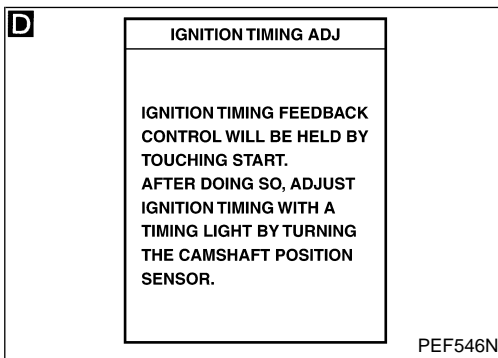 D
IGNITION TIMING ADJ
IGNITION TIMING FEEDBACK
CONTROL WILL BE HELD BY
TOUCHING START.
AFTER DOING SO, ADJUST
IGNITION TIMING WITH A
TIMING LIGHT BY TURNING
THE CAMSHAFT POSITION
SENSOR.
PEF546N